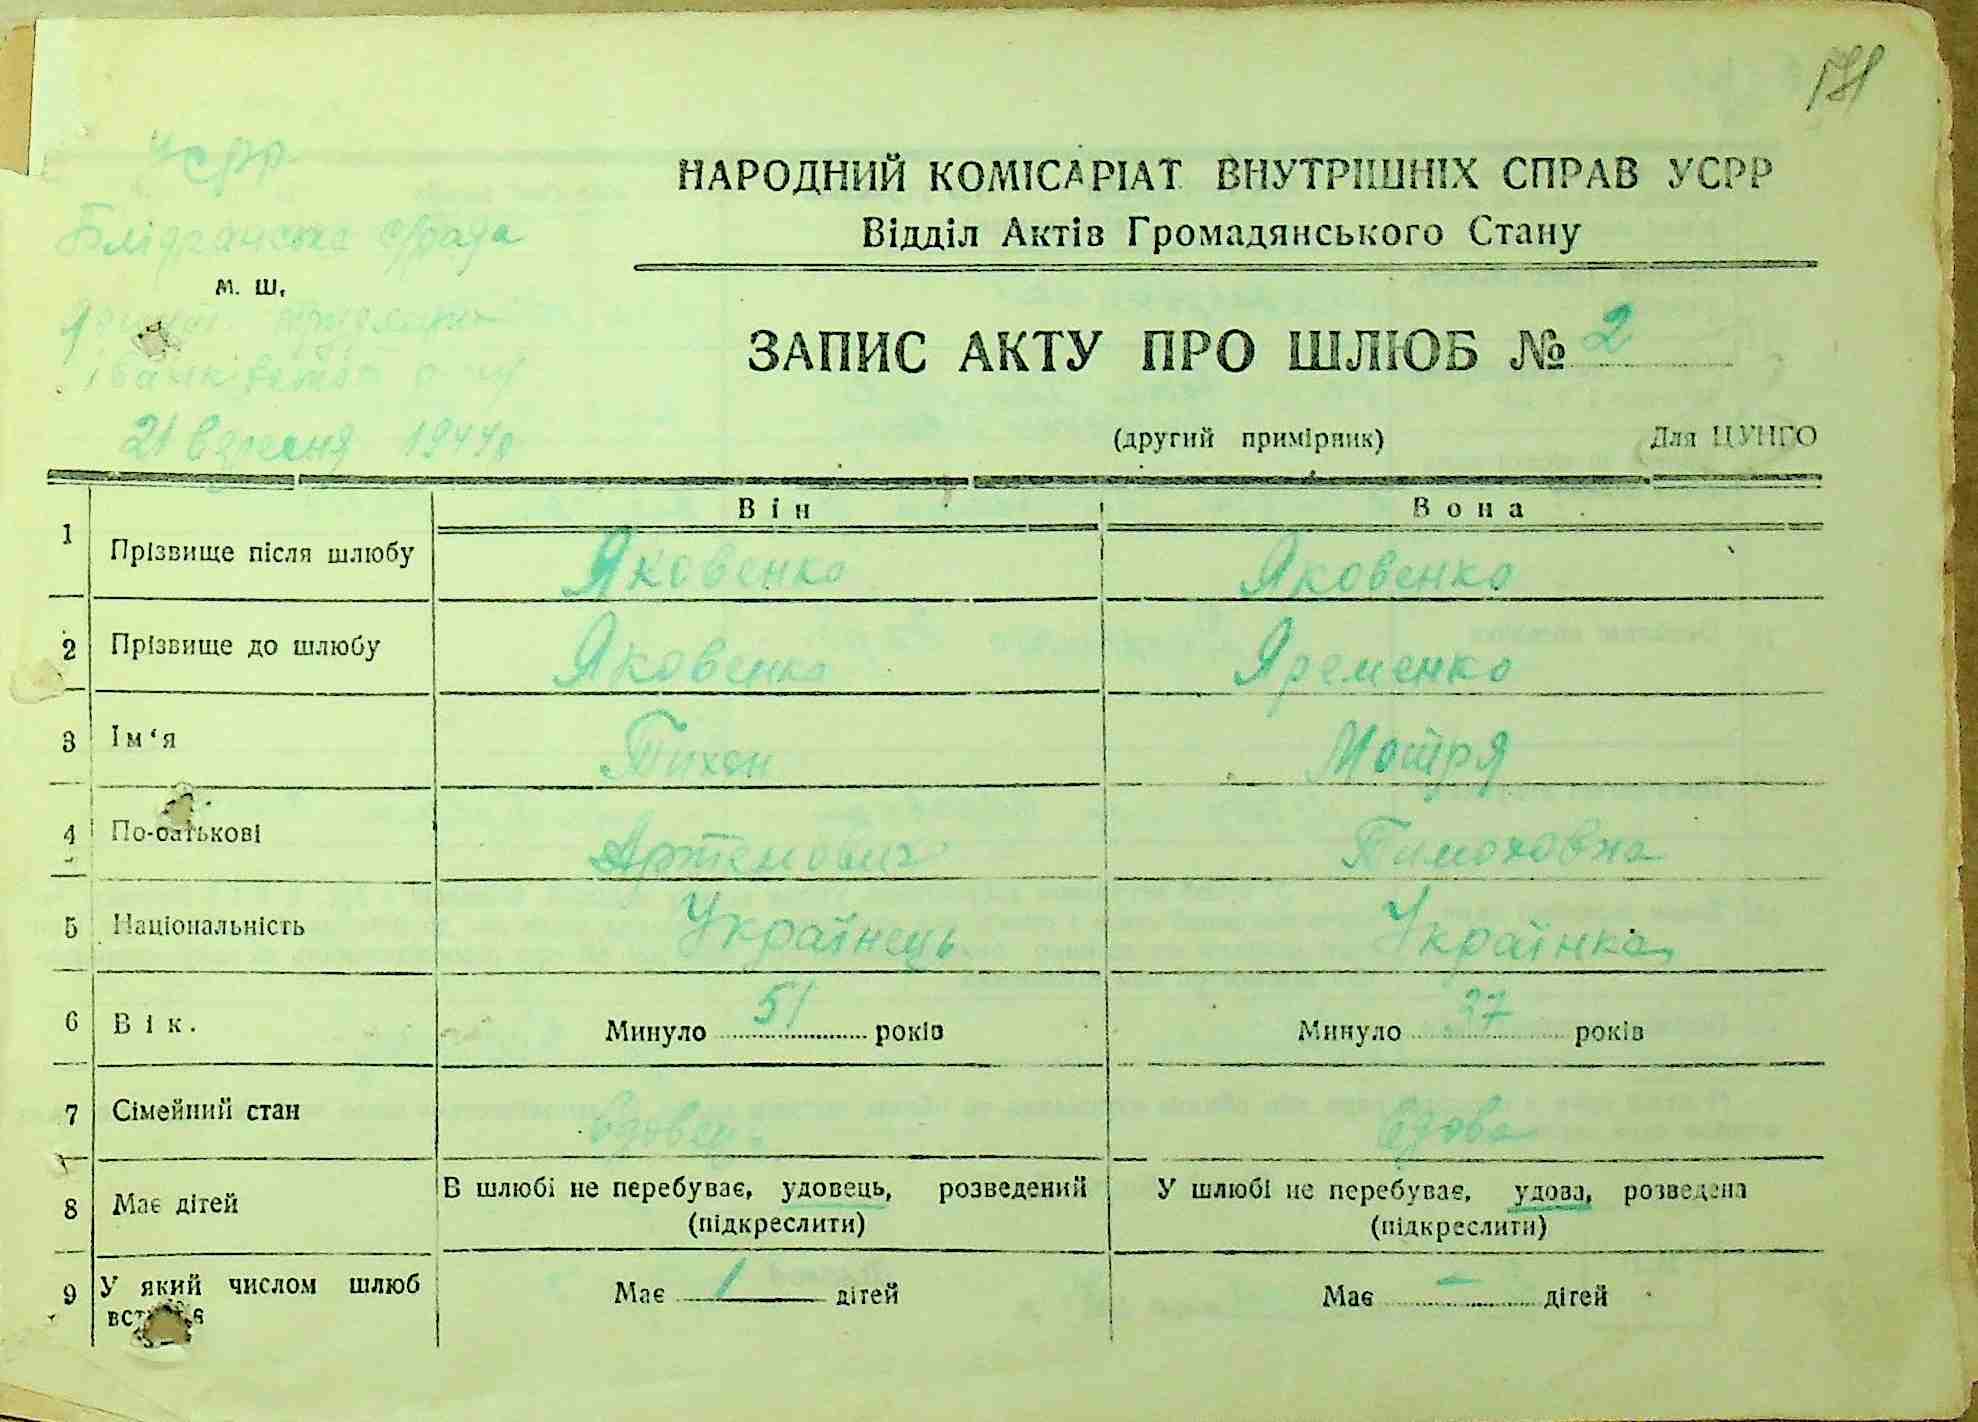 УСРР
НАРОДНИЙ КОМІСАРІАТ ВНУТРІШНІХ СПРАВ УСРР
Відділ Актів Громадянського Стану
м. ш.
ЗАПИС АКТУ ПРО ШЛЮБ № 2
21 вересня 1944р
(другий примірник) Для ЦУНГО
Він Вона
1 Прізвище після шлюбу Яковенко Яковенко
2 Прізвище до шлюбу Яковенко Яременко
3 Ім‘я Тихон Мотря
4 По-батькові Артемович Тимоховна
5 Національність Українець Українка
6 Вік. Минуло 51 років Минуло 37 років
7 Сімейний стан вдовець вдова
8 Має дітей В шлюбі не перебуває, удовець, розведений У шлюбі не перебуває, удова, розведена
(підкреслити) (підкреслити)
9 У який числом шлюб Має 1 дітей Має – дітей